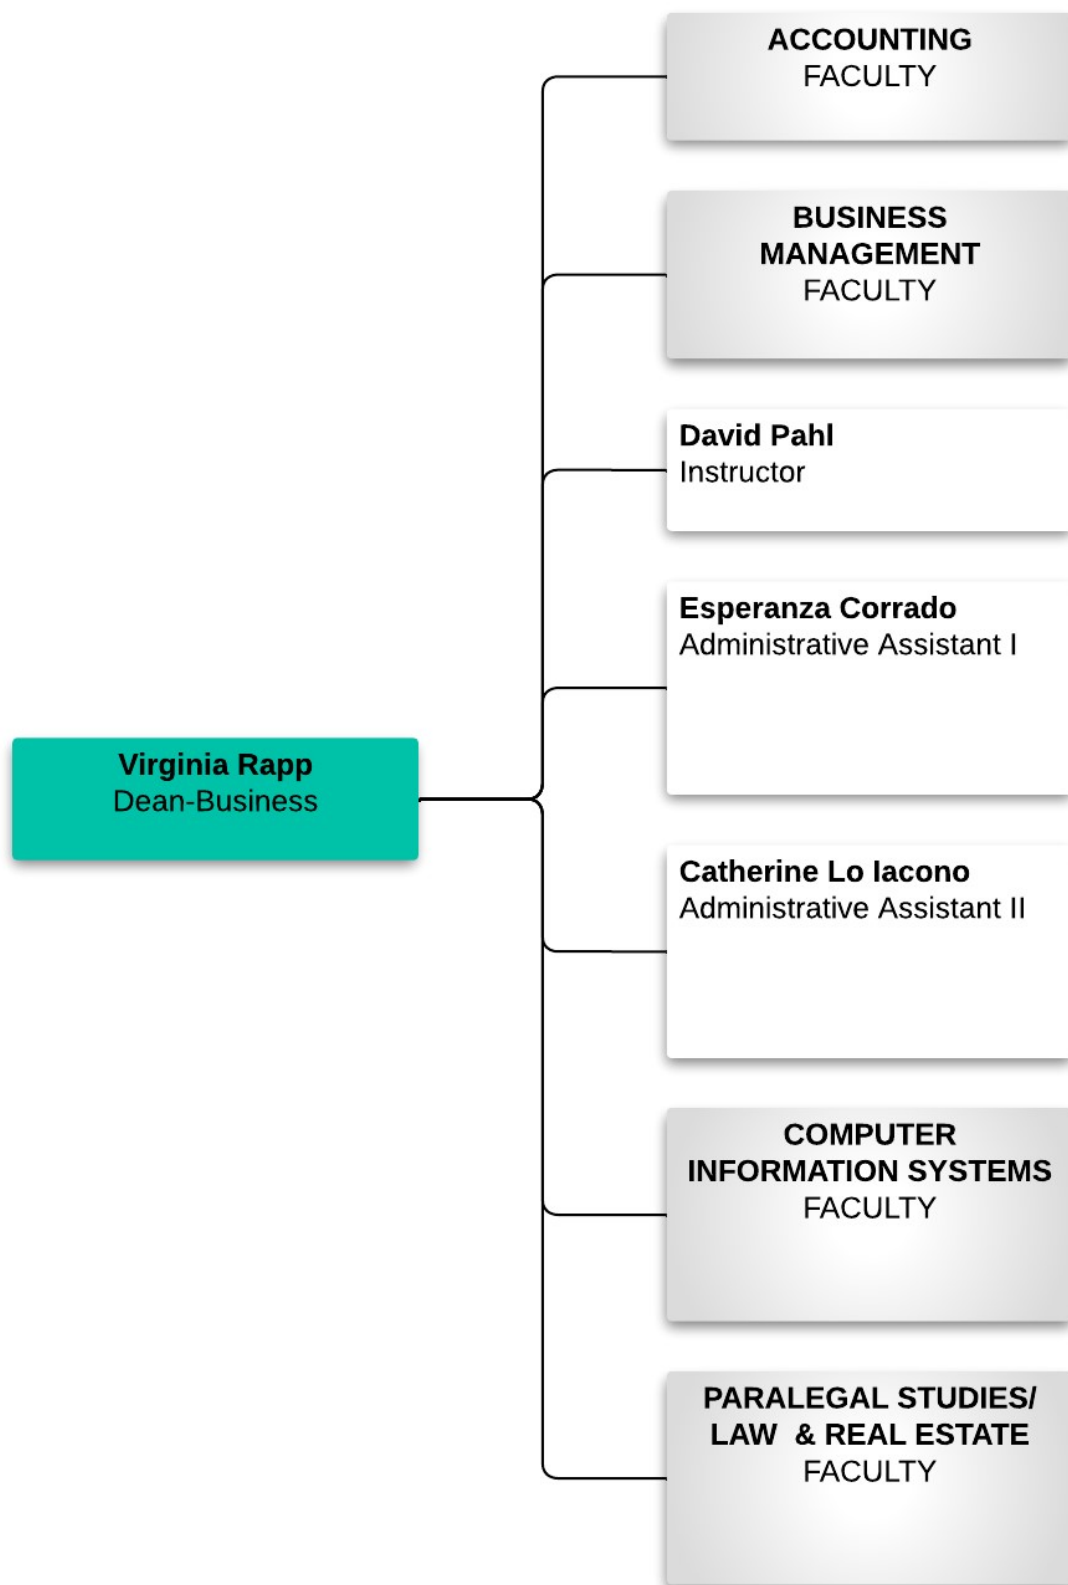 ACCOUNTING
FACULTY
BUSINESS
MANAGEMENT
FACULTY
David Pahl
Instructor
Esperanza Corrado
Administrative Assistant I
Virginia Rapp
Dean-Business
Catherine Lo Iacono
Administrative Assistant II
COMPUTER
INFORMATION SYSTEMS
FACULTY
PARALEGAL STUDIES/
LAW  & REAL ESTATE
FACULTY